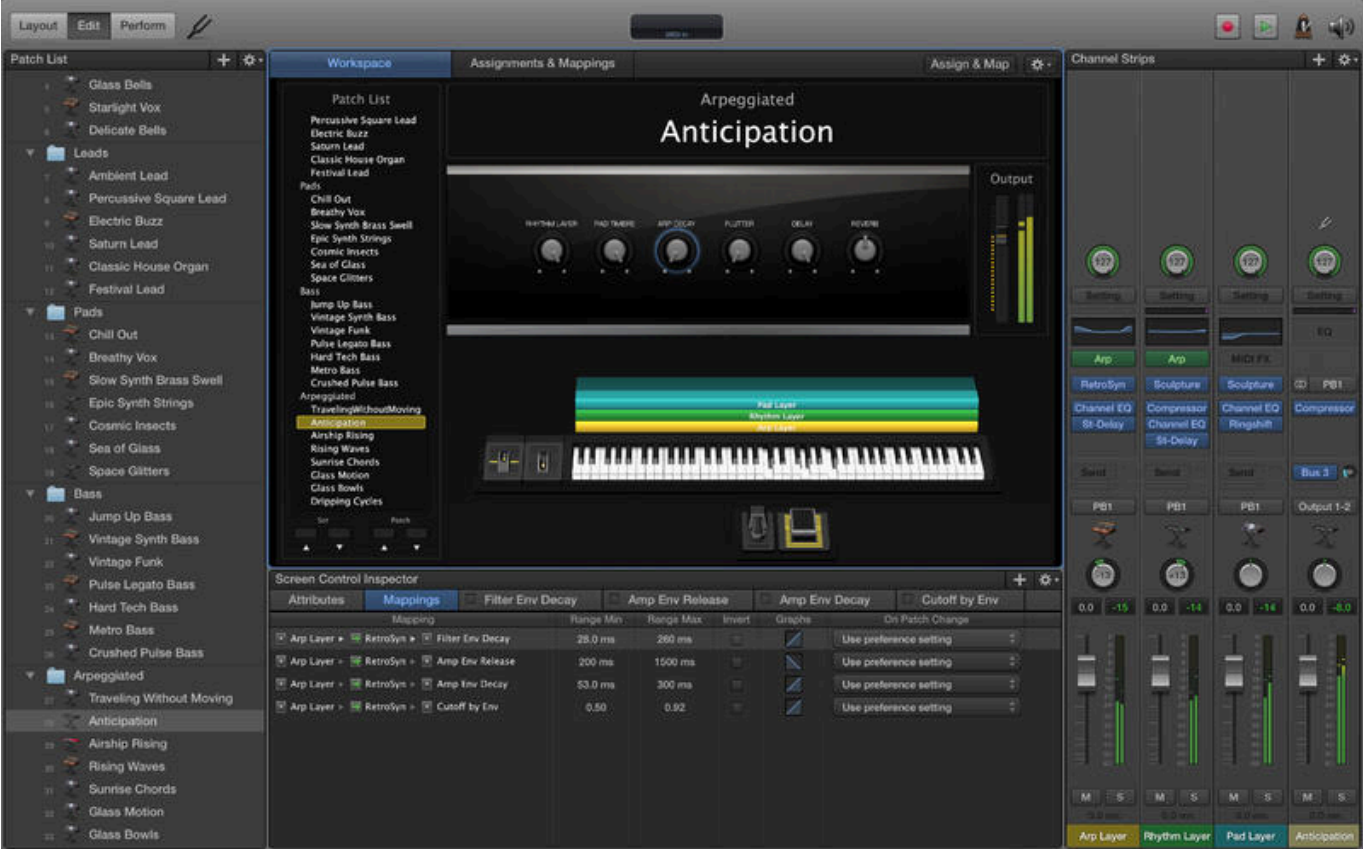 Layout Edit Perform
Patch List
Glass Bells
Starlight Vox
Delicate Bells
Leads
Ambient Lead
Percussive Square Lead
Electric Buzz
Saturn Lead
Classic House Organ
Festival Lead
Pads
Chill Out
Breathy Vox
Slow Synth Brass Swell
Epic Synth Strings
Cosmic Insects
Sea of Glass
Space Glitters
Bass
Jump Up Bass
Vintage Synth Bass
Vintage Funk
Pulse Legato Bass
Hard Tech Bass
Metro Bass
Crushed Pulse Bass
Arpeggiated
Traveling Without Moving
Anticipation
Airship Rising
Rising Waves
Sunrise Chords
Glass Motion
Glass Bowls
Workspace Assignments & Mappings Assign & Map
Patch List
Percussive Square Lead
Electric Buzz
Saturn Lead
Classic House Organ
Festival Lead
Pads
Chill Out
Breathy Vox
Slow Synth Brass Swell
Epic Synth Strings
Cosmic Insects
Sea of Glass
Space Glitters
Bass
Jump Up Bass
Vintage Synth Bass
Vintage Funk
Pulse Legato Bass
Hard Tech Bass
Metro Bass
Crushed Pulse Bass
Arpeggiated
TravelingWithoutMoving
Anticipation
Airship Rising
Rising Waves
Sunrise Chords
Glass Motion
Glass Bowls
Dripping Cycles
Set Patch
Arpeggiated
Anticipation
RHYTHM LAYER PAD TIMBRE ARP DECAY FLUTTER DELAY REVERB
Output
Pad Layer
Rhythm Layer
Arp Layer
Screen Control Inspector
Attributes Mappings Filter Env Decay Amp Env Release Amp Env Decay Cutoff by Env
Mapping Range Min Range Max Invert Graphs On Patch Change
Arp Layer RetroSyn Filter Env Decay 28.0 ms 260 ms Use preference setting
Arp Layer RetroSyn Amp Env Release 200 ms 1500 ms Use preference setting
Arp Layer RetroSyn Amp Env Decay 53.0 ms 300 ms Use preference setting
Arp Layer RetroSyn Cutoff by Env 0.50 0.92 Use preference setting
Channel Strips
127 127 127 127
Setting Setting Setting Setting
EQ
Arp Arp MIDI FX
RetroSyn Sculpture Sculpture PB1
Channel EQ Compressor Channel EQ Compressor
St-Delay Channel EQ Ringshift
St-Delay
Send Send Send Bus 3
PB1 PB1 PB1 Output 1-2
-13 +13
0.0 -15 0.0 -14 0.0 -14 0.0 -8.0
M S M S M S M S
Arp Layer Rhythm Layer Pad Layer Anticipation